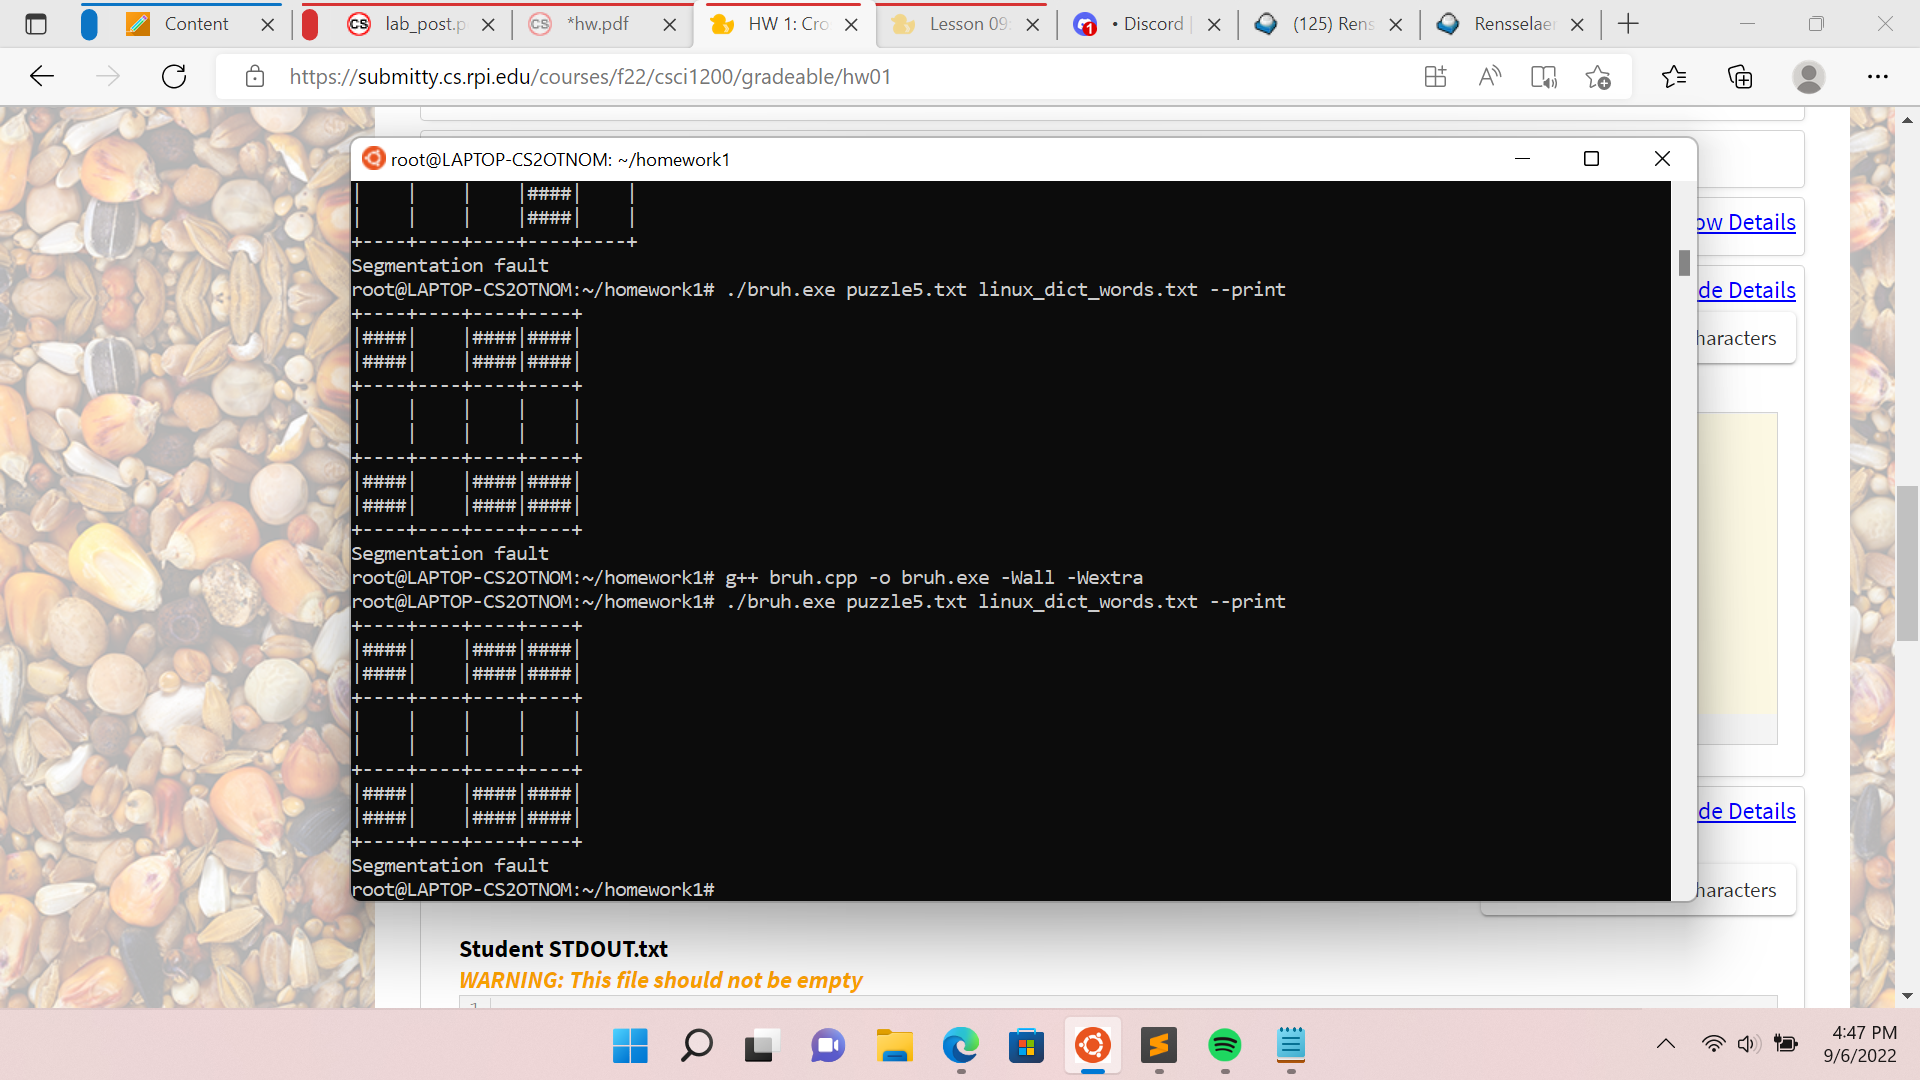 Content
lab_post.p
*hw.pdf
HW 1: Cro
Lesson 09:
1
• Discord |
(125) Rens
Rensselaer
https://submitty.cs.rpi.edu/courses/f22/csci1200/gradeable/hw01
root@LAPTOP-CS2OTNOM: ~/homework1
|    |    |    |####|    |
|    |    |    |####|    |
+----+----+----+----+----+
Segmentation fault
root@LAPTOP-CS2OTNOM:~/homework1# ./bruh.exe puzzle5.txt linux_dict_words.txt --print
+----+----+----+----+
|####|    |####|####|
|####|    |####|####|
+----+----+----+----+
|    |    |    |    |
|    |    |    |    |
+----+----+----+----+
|####|    |####|####|
|####|    |####|####|
+----+----+----+----+
Segmentation fault
root@LAPTOP-CS2OTNOM:~/homework1# g++ bruh.cpp -o bruh.exe -Wall -Wextra
root@LAPTOP-CS2OTNOM:~/homework1# ./bruh.exe puzzle5.txt linux_dict_words.txt --print
+----+----+----+----+
|####|    |####|####|
|####|    |####|####|
+----+----+----+----+
|    |    |    |    |
|    |    |    |    |
+----+----+----+----+
|####|    |####|####|
|####|    |####|####|
+----+----+----+----+
Segmentation fault
root@LAPTOP-CS2OTNOM:~/homework1#
ow Details
de Details
haracters
de Details
haracters
Student STDOUT.txt
WARNING: This file should not be empty
4:47 PM
9/6/2022